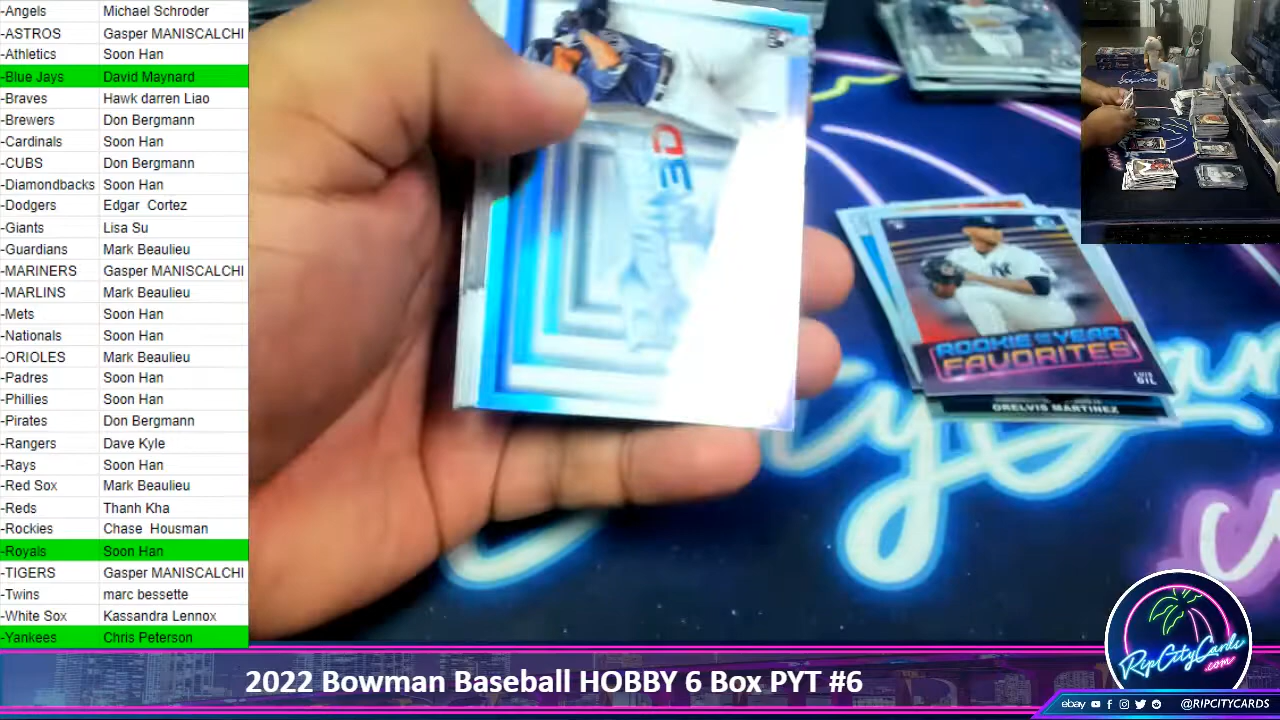 -Angels Michael Schroder
-ASTROS Gasper MANISCALCHI
-Athletics Soon Han
-Blue Jays David Maynard
-Braves Hawk darren Liao
-Brewers Don Bergmann
-Cardinals Soon Han
-CUBS Don Bergmann
-Diamondbacks Soon Han
-Dodgers Edgar Cortez
-Giants Lisa Su
-Guardians Mark Beaulieu
-MARINERS Gasper MANISCALCHI
-MARLINS Mark Beaulieu
-Mets Soon Han
-Nationals Soon Han
-ORIOLES Mark Beaulieu
-Padres Soon Han
-Phillies Soon Han
-Pirates Don Bergmann
-Rangers Dave Kyle
-Rays Soon Han
-Red Sox Mark Beaulieu
-Reds Thanh Kha
-Rockies Chase Housman
-Royals Soon Han
-TIGERS Gasper MANISCALCHI
-Twins marc bessette
-White Sox Kassandra Lennox
-Yankees Chris Peterson
ROOKIE OF THE YEAR
FAVORITES
LUIS
GIL
ORELVIS MARTINEZ
RipCityCards
.com
2022 Bowman Baseball HOBBY 6 Box PYT #6
ebay @RIPCITYCARDS